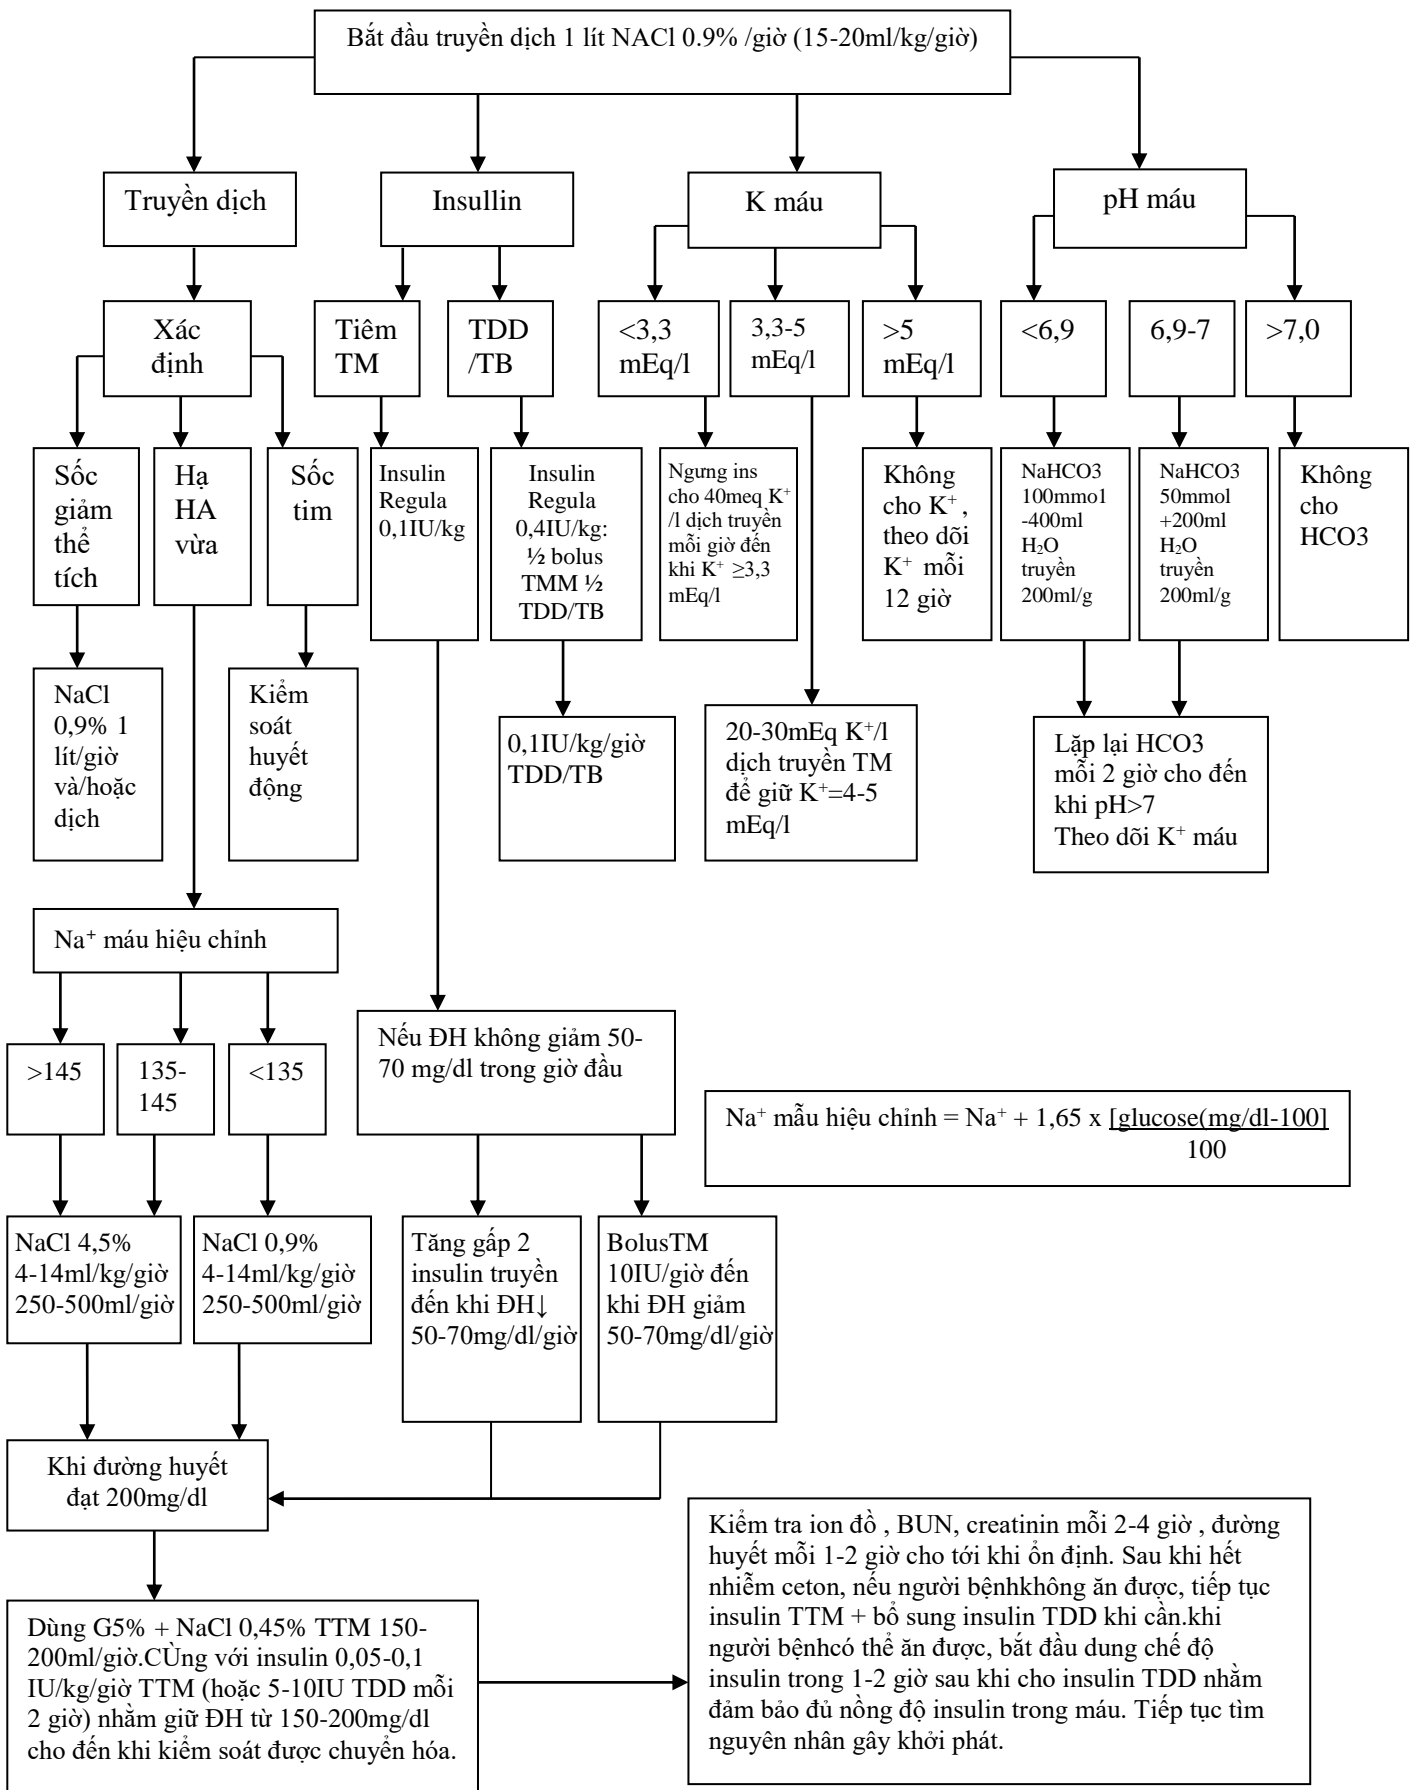 Bắt đầu truyền dịch 1 lít NACl 0.9% /giờ (15-20ml/kg/giờ)
Truyền dịch
Insullin
K máu
pH máu
Xác
định
Tiêm
TM
TDD
/TB
<3,3
mEq/l
3,3-5
mEq/l
>5
mEq/l
<6,9
6,9-7
>7,0
Sốc
giảm
thể
tích
Hạ
HA
vừa
Sốc
tim
Insulin
Regula
0,1IU/kg
Insulin
Regula
0,4IU/kg:
½ bolus
TMM ½
TDD/TB
Ngưng ins
cho 40meq K⁺
/l dịch truyền
mỗi giờ đến
khi K⁺ ≥3,3
mEq/l
Không
cho K⁺ ,
theo dõi
K⁺ mỗi
12 giờ
NaHCO3
100mmo1
-400ml
H₂O
truyền
200ml/g
NaHCO3
50mmol
+200ml
H₂O
truyền
200ml/g
Không
cho
HCO3
NaCl
0,9% 1
lít/giờ
và/hoặc
dịch
Kiểm
soát
huyết
động
0,1IU/kg/giờ
TDD/TB
20-30mEq K⁺/l
dịch truyền TM
để giữ K⁺=4-5
mEq/l
Lặp lại HCO3
mỗi 2 giờ cho đến
khi pH>7
Theo dõi K⁺ máu
Na⁺ máu hiệu chỉnh
>145
135-
145
<135
Nếu ĐH không giảm 50-
70 mg/dl trong giờ đầu
Na⁺ mẫu hiệu chỉnh = Na⁺ + 1,65 x [glucose(mg/dl-100]
100
NaCl 4,5%
4-14ml/kg/giờ
250-500ml/giờ
NaCl 0,9%
4-14ml/kg/giờ
250-500ml/giờ
Tăng gấp 2
insulin truyền
đến khi ĐH↓
50-70mg/dl/giờ
BolusTM
10IU/giờ đến
khi ĐH giảm
50-70mg/dl/giờ
Khi đường huyết
đạt 200mg/dl
Dùng G5% + NaCl 0,45% TTM 150-
200ml/giờ.CÙng với insulin 0,05-0,1
IU/kg/giờ TTM (hoặc 5-10IU TDD mỗi
2 giờ) nhằm giữ ĐH từ 150-200mg/dl
cho đến khi kiểm soát được chuyển hóa.
Kiểm tra ion đồ , BUN, creatinin mỗi 2-4 giờ , đường
huyết mỗi 1-2 giờ cho tới khi ổn định. Sau khi hết
nhiễm ceton, nếu người bệnhkhông ăn được, tiếp tục
insulin TTM + bổ sung insulin TDD khi cần.khi
người bệnhcó thể ăn được, bắt đầu dung chế độ
insulin trong 1-2 giờ sau khi cho insulin TDD nhằm
đảm bảo đủ nồng độ insulin trong máu. Tiếp tục tìm
nguyên nhân gây khởi phát.